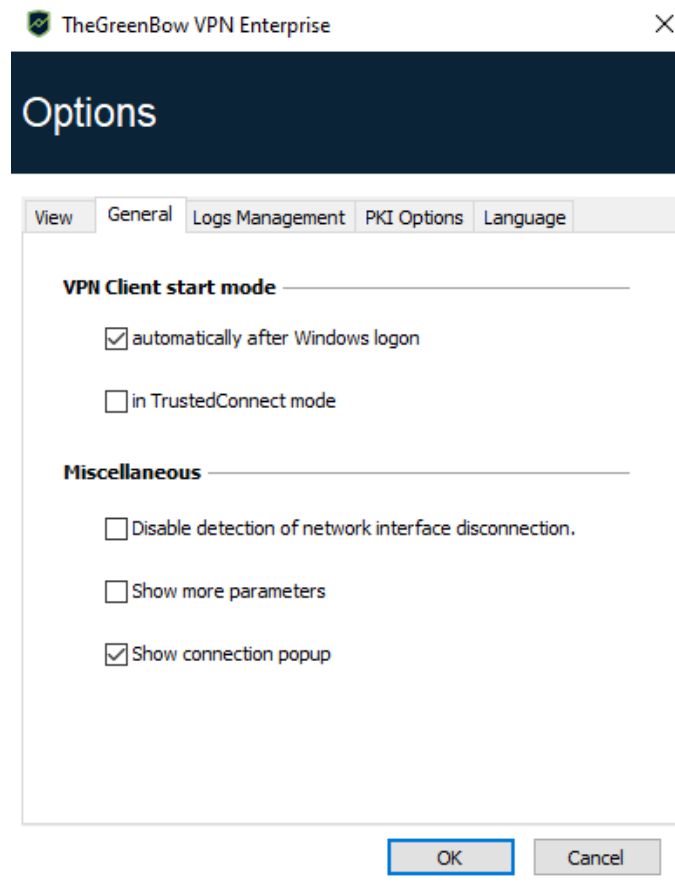 TheGreenBow VPN Enterprise
Options
View General Logs Management PKI Options Language
VPN Client start mode
automatically after Windows logon
in TrustedConnect mode
Miscellaneous
Disable detection of network interface disconnection.
Show more parameters
Show connection popup
OK Cancel